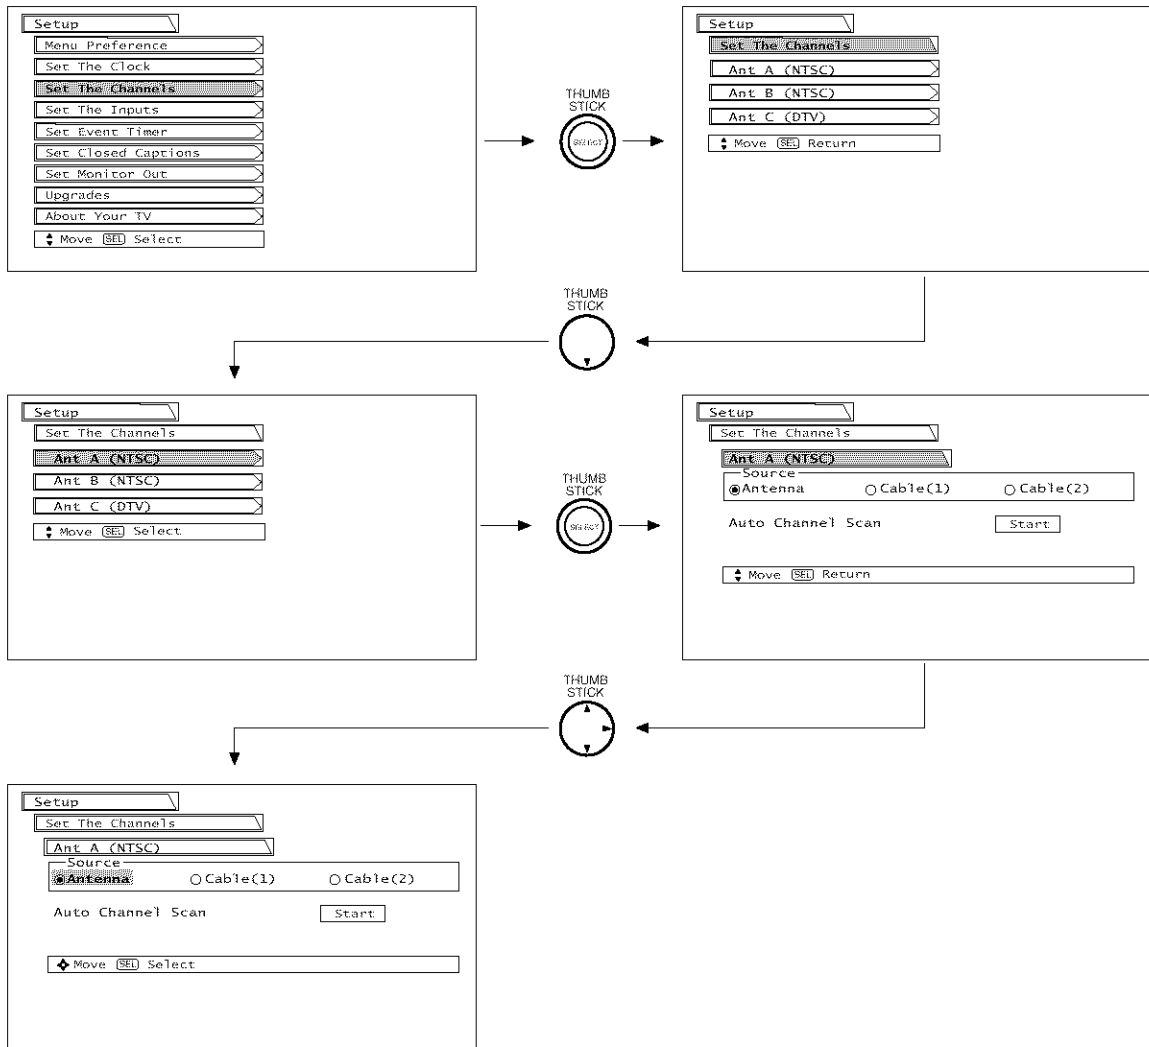 Setup
Menu Preference
Set The Clock
Set The Channels
Set The Inputs
Set Event Timer
Set Closed Captions
Set Monitor Out
Upgrades
About Your TV
Move SEL Select
THUMB
STICK
SELECT
Setup
Set The Channels
Ant A (NTSC)
Ant B (NTSC)
Ant C (DTV)
Move SEL Return
THUMB
STICK
Setup
Set The Channels
Ant A (NTSC)
Ant B (NTSC)
Ant C (DTV)
Move SEL Select
THUMB
STICK
SELECT
Setup
Set The Channels
Ant A (NTSC)
Source
Antenna Cable(1) Cable(2)
Auto Channel Scan Start
Move SEL Return
THUMB
STICK
Setup
Set The Channels
Ant A (NTSC)
Source
Antenna Cable(1) Cable(2)
Auto Channel Scan Start
Move SEL Select